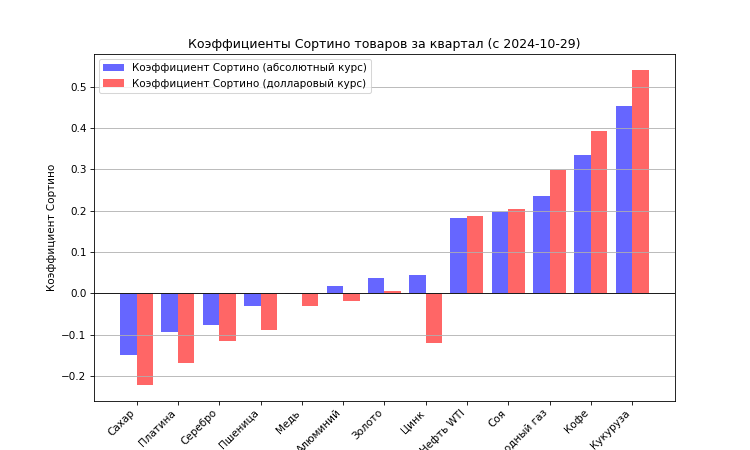 Коэффициенты Сортино товаров за квартал (с 2024-10-29)
Коэффициент Сортино (абсолютный курс)
Коэффициент Сортино (долларовый курс)
Коэффициент Сортино
0.5
0.4
0.3
0.2
0.1
0.0
−0.1
−0.2
Сахар
Платина
Серебро
Пшеница
Медь
Алюминий
Золото
Цинк
Нефть WTI
Соя
одный газ
Кофе
Кукуруза